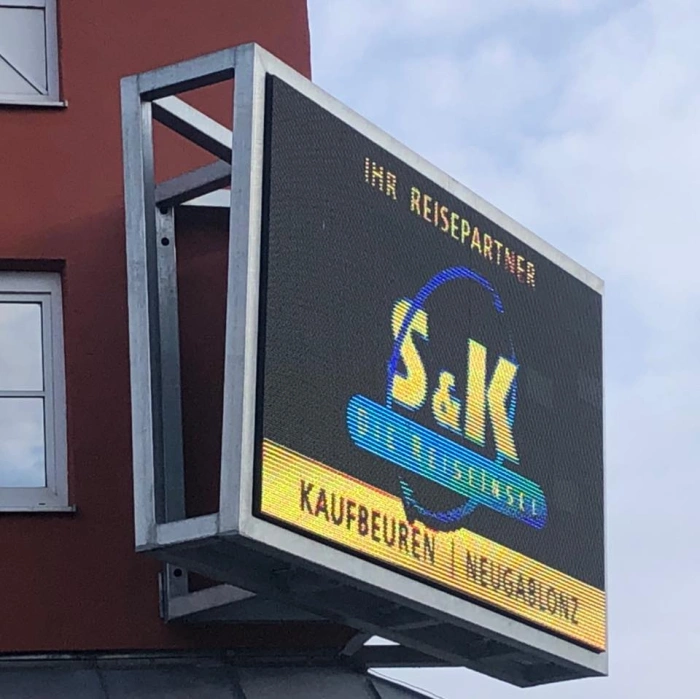 IHR REISEPARTNER
S&K
DIE REISEINSEL
KAUFBEUREN | NEUGABLONZ